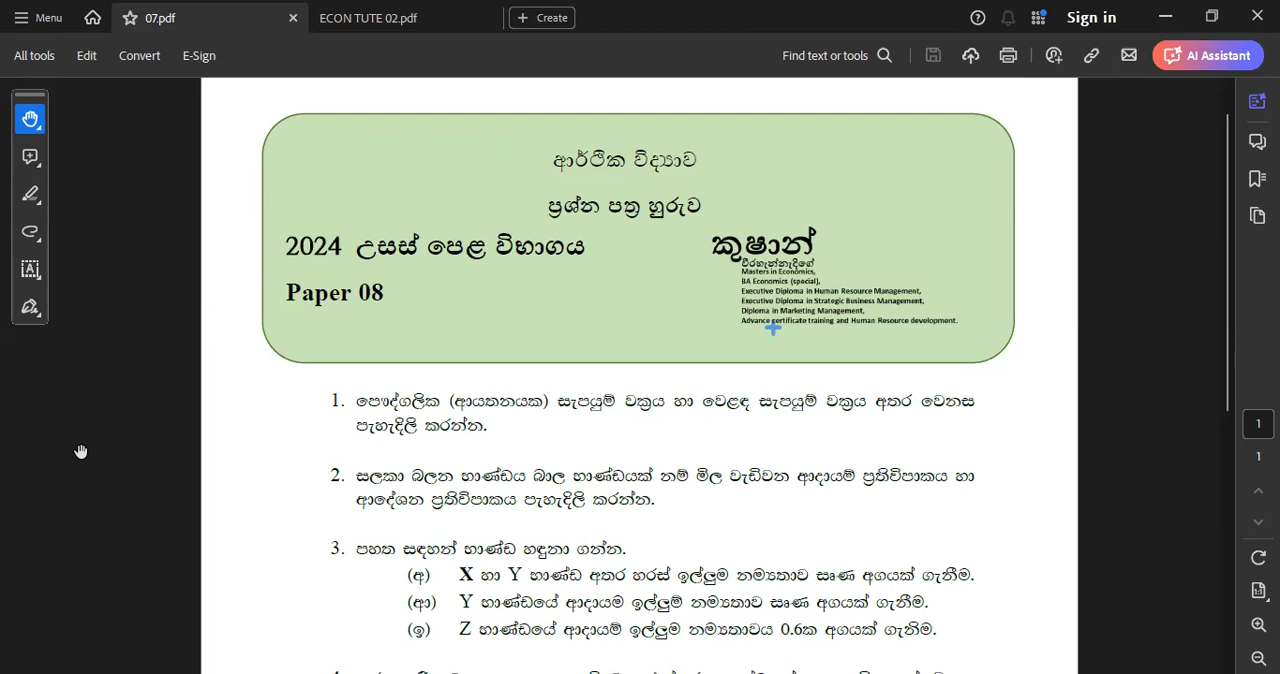 Menu
07.pdf
ECON TUTE 02.pdf
Create
Sign in
All tools
Edit
Convert
E-Sign
Find text or tools
AI Assistant
ආර්ථික විද්‍යාව
ප්‍රශ්න පත්‍ර හුරුව
2024 උසස් පෙළ විභාගය
කුෂාන්
වීරහැන්නැදිගේ
Masters in Economics,
BA Economics (special),
Executive Diploma in Human Resource Management,
Paper 08
Executive Diploma in Strategic Business Management,
Diploma in Marketing Management,
Advance certificate training and Human Resource development.
1. පෞද්ගලික (ආයතනයක) සැපයුම් වක්‍රය හා වෙළඳ සැපයුම් වක්‍රය අතර වෙනස
පැහැදිලි කරන්න.
2. සලකා බලන භාණ්ඩය බාල භාණ්ඩයක් නම් මිල වැඩිවන ආදායම් ප්‍රතිවිපාකය හා
ආදේශන ප්‍රතිවිපාකය පැහැදිලි කරන්න.
3. පහත සඳහන් භාණ්ඩ හඳුනා ගන්න.
(අ) X හා Y භාණ්ඩ අතර හරස් ඉල්ලුම නම්‍යතාව සෘණ අගයක් ගැනීම.
(ආ) Y භාණ්ඩයේ ආදායම ඉල්ලුම් නම්‍යතාව සෘණ අගයක් ගැනීම.
(ඉ) Z භාණ්ඩයේ ආදායම් ඉල්ලුම නම්‍යතාවය 0.6ක අගයක් ගැනිම.
1
1